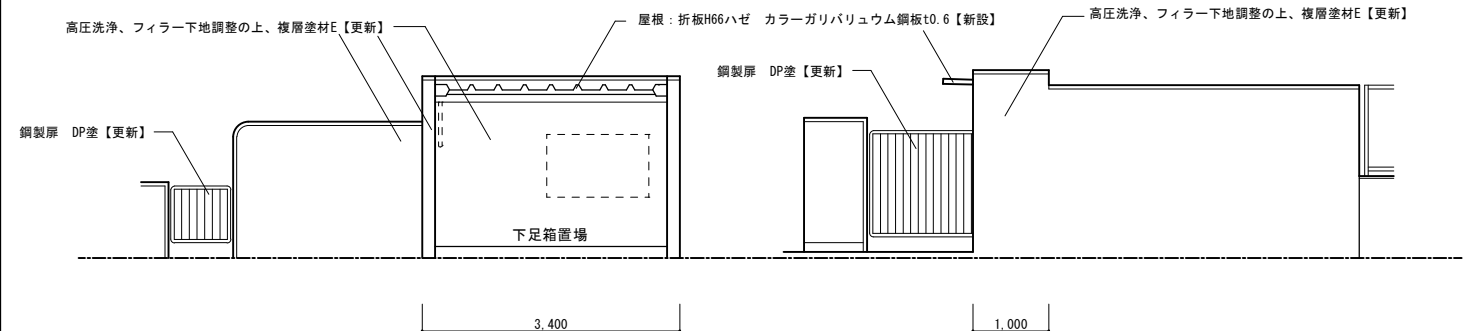 高圧洗浄、フィラー下地調整の上、複層塗材E【更新】
屋根：折板H66ハゼ　カラーガリバリュウム鋼板t0.6【新設】
高圧洗浄、フィラー下地調整の上、複層塗材E【更新】
鋼製扉　DP塗【更新】
鋼製扉　DP塗【更新】
下足箱置場
3,400
1,000